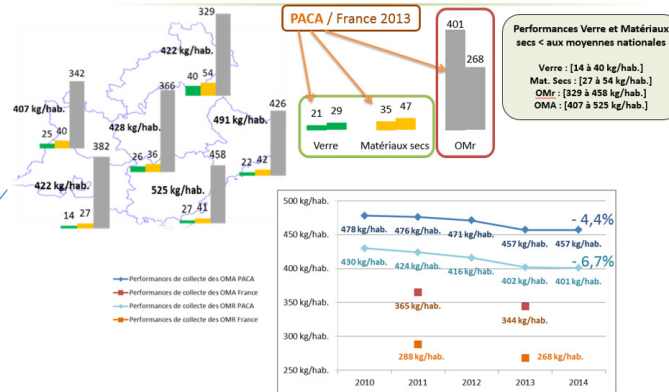 PACA / France 2013
329
422 kg/hab.
40 54
342
407 kg/hab.
25 40
366
428 kg/hab.
26 36
426
491 kg/hab.
22 42
382
422 kg/hab.
14 27
458
525 kg/hab.
27 41
21 29
Verre
35 47
Matériaux secs
401
268
OMr
Performances Verre et Matériaux
secs < aux moyennes nationales
Verre : [14 à 40 kg/hab.]
Mat. Secs : [27 à 54 kg/hab.]
OMr : [329 à 458 kg/hab.]
OMA : [407 à 525 kg/hab.]
Performances de collecte des OMA PACA
Performances de collecte des OMA France
Performances de collecte des OMR PACA
Performances de collecte des OMR France
500 kg/hab.
450 kg/hab.
400 kg/hab.
350 kg/hab.
300 kg/hab.
250 kg/hab.
- 4,4%
478 kg/hab. 476 kg/hab. 471 kg/hab. 457 kg/hab. 457 kg/hab.
- 6,7%
430 kg/hab. 424 kg/hab. 416 kg/hab. 402 kg/hab. 401 kg/hab.
365 kg/hab. 344 kg/hab.
288 kg/hab. 268 kg/hab.
2010 2011 2012 2013 2014